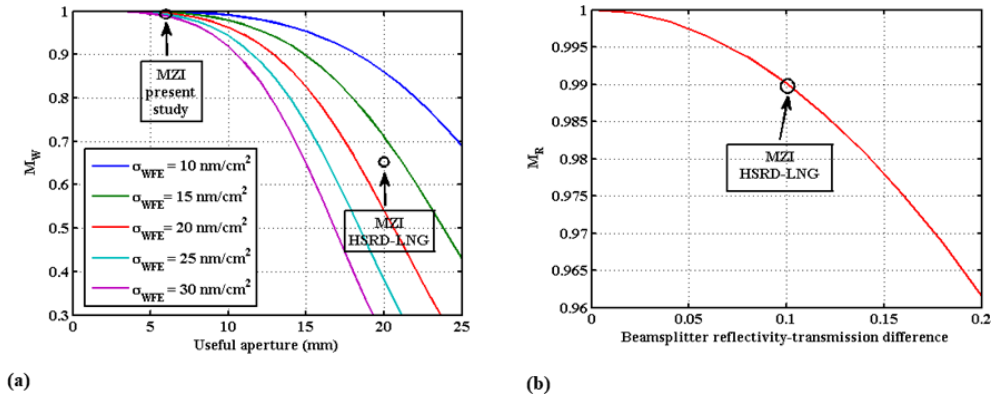 1
0.9
0.8
0.7
0.6
0.5
0.4
0.3
M_W
MZI
present
study
σ_WFE = 10 nm/cm²
σ_WFE = 15 nm/cm²
σ_WFE = 20 nm/cm²
σ_WFE = 25 nm/cm²
σ_WFE = 30 nm/cm²
MZI
HSRD-LNG
0 5 10 15 20 25
Useful aperture (mm)
(a)
1
0.995
0.99
0.985
0.98
0.975
0.97
0.965
0.96
M_R
MZI
HSRD-LNG
0 0.05 0.1 0.15 0.2
Beamsplitter reflectivity-transmission difference
(b)